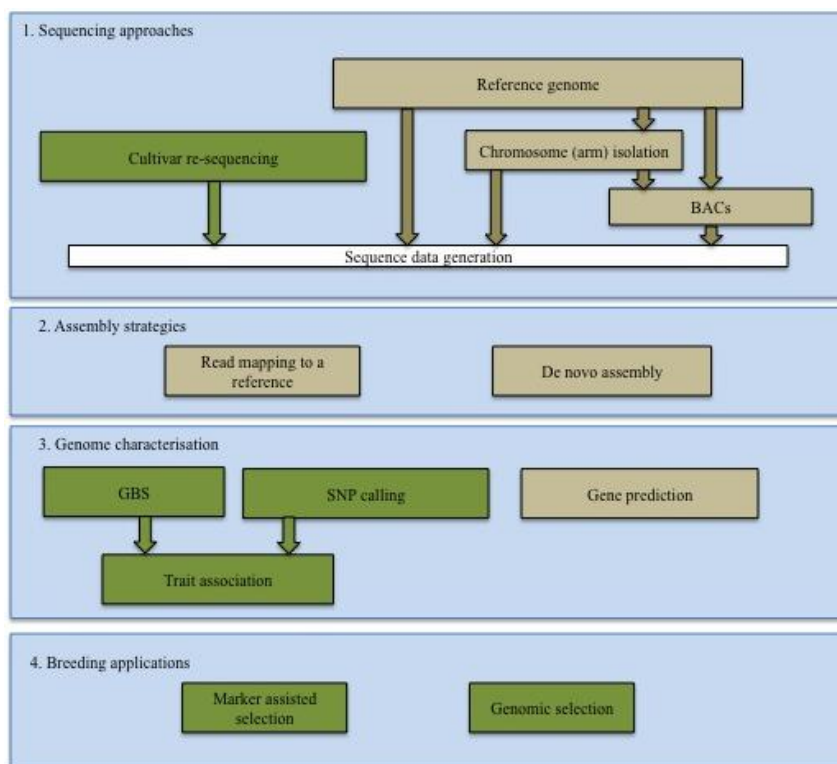 1. Sequencing approaches
Reference genome
Cultivar re-sequencing
Chromosome (arm) isolation
BACs
Sequence data generation
2. Assembly strategies
Read mapping to a
reference
De novo assembly
3. Genome characterisation
GBS
SNP calling
Gene prediction
Trait association
4. Breeding applications
Marker assisted
selection
Genomic selection